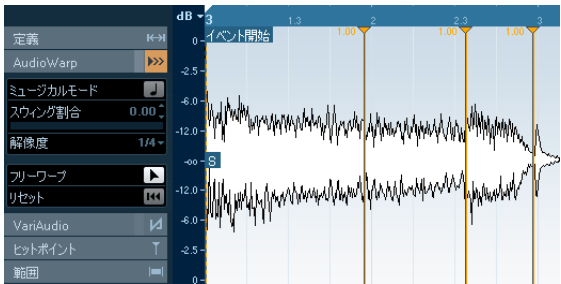 dB 3 1.3 2 2.3 3
イベント開始 1.00 1.00 1.00
定義
AudioWarp
ミュージカルモード
スウィング割合 0.00
解像度 1/4
フリーワープ
リセット
VariAudio
ヒットポイント
範囲
0
-2.5
-6.0
-12.0
-∞ S
-12.0
-6.0
-2.5
0